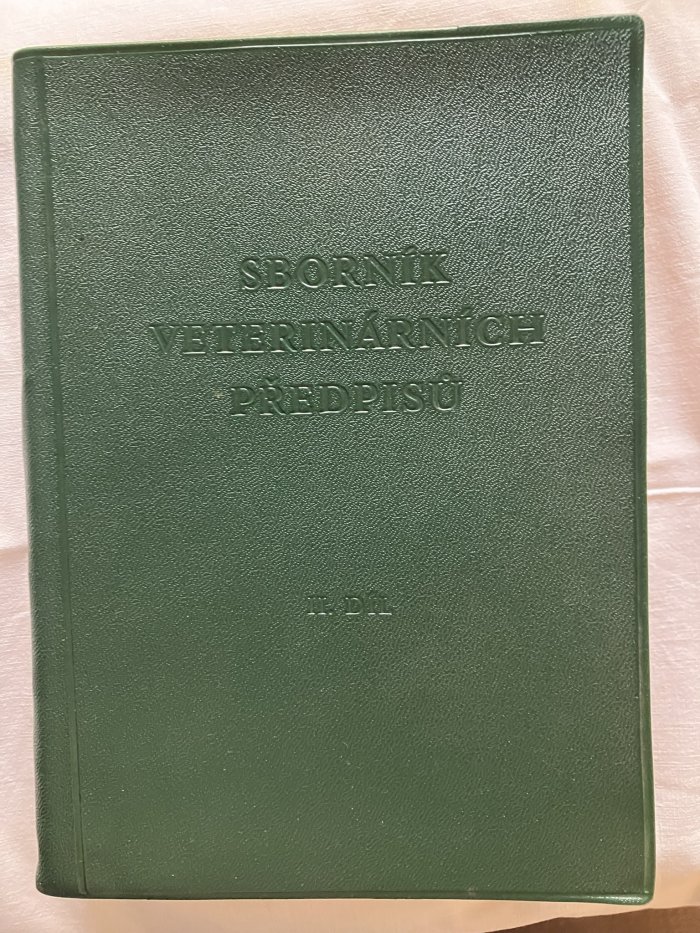 SBORNÍK
VETERINÁRNÍCH
PŘEDPISŮ
II. DÍL